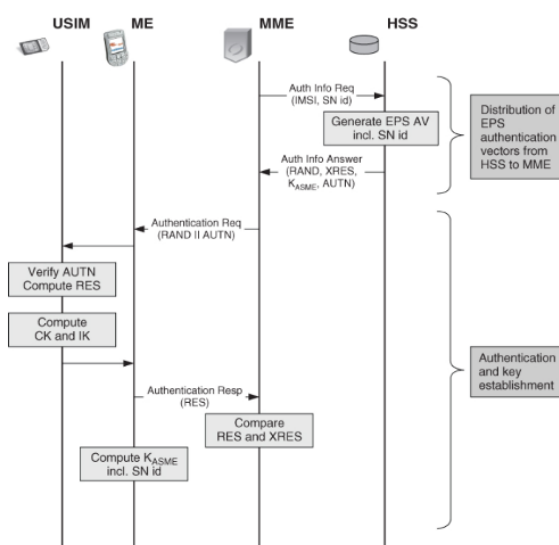 USIM ME MME HSS
Auth Info Req
(IMSI, SN id)
Generate EPS AV
incl. SN id
Auth Info Answer
(RAND, XRES,
KASME, AUTN)
Distribution of
EPS
authentication
vectors from
HSS to MME
Authentication Req
(RAND II AUTN)
Verify AUTN
Compute RES
Compute
CK and IK
Authentication Resp
(RES)
Compare
RES and XRES
Compute KASME
incl. SN id
Authentication
and key
establishment